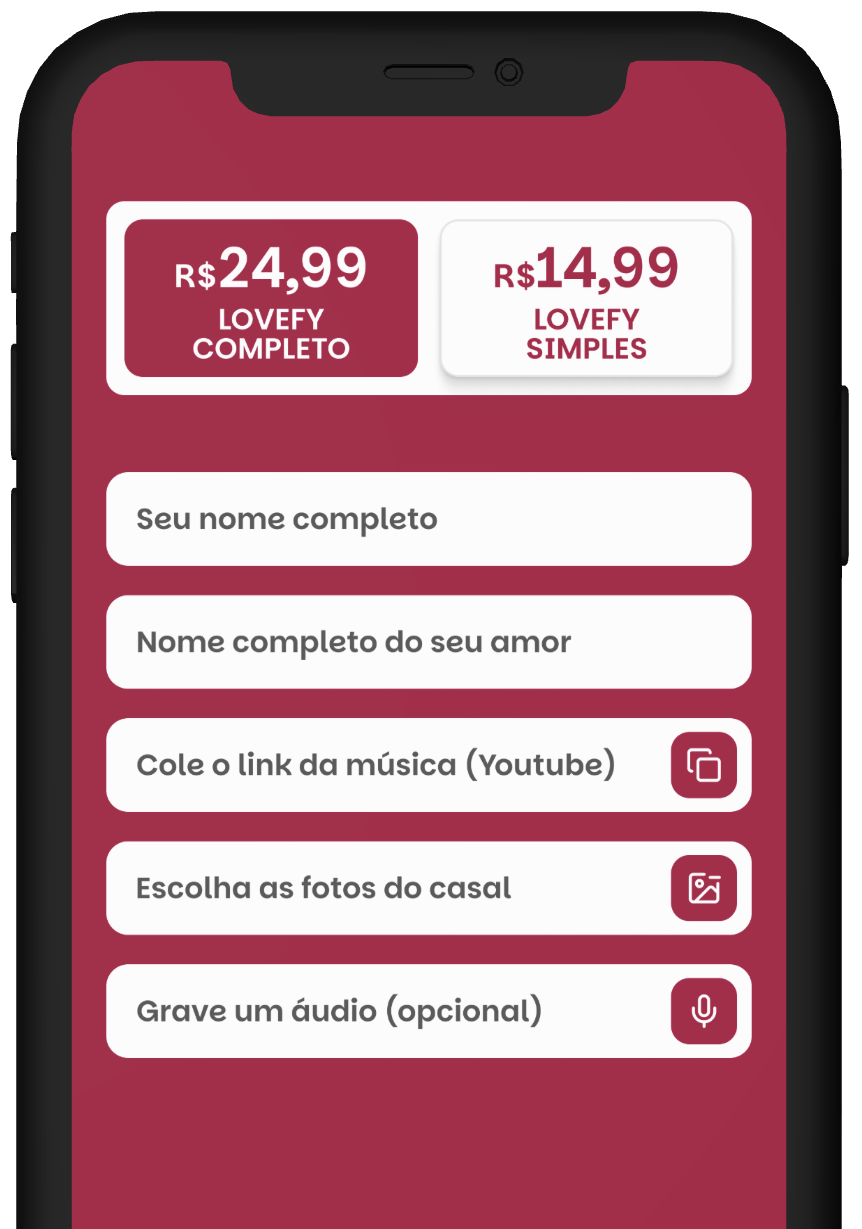 R$24,99
LOVEFY
COMPLETO
R$14,99
LOVEFY
SIMPLES
Seu nome completo
Nome completo do seu amor
Cole o link da música (Youtube)
Escolha as fotos do casal
Grave um áudio (opcional)